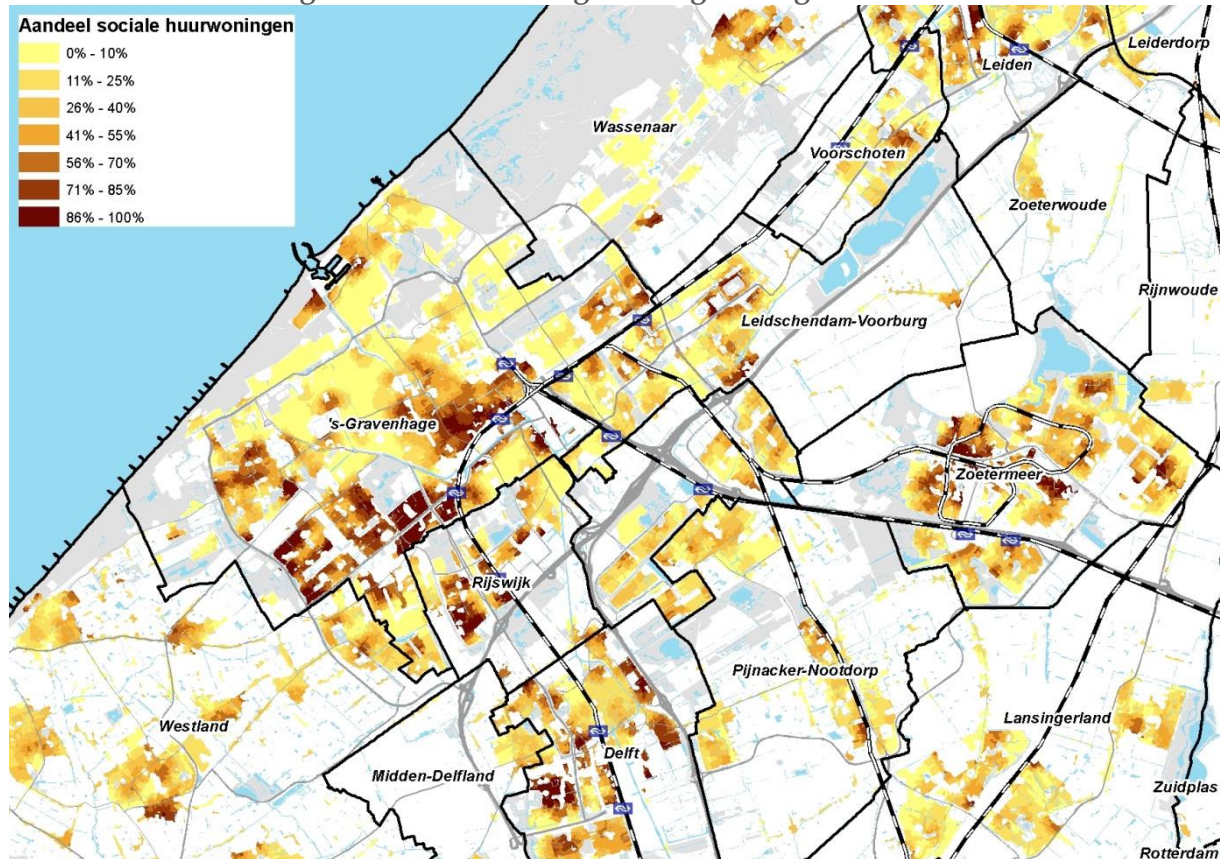 Aandeel sociale huurwoningen
0% - 10%
11% - 25%
26% - 40%
41% - 55%
56% - 70%
71% - 85%
86% - 100%
Leiderdorp
Leiden
Wassenaar
Voorschoten
Zoeterwoude
Rijnwoude
Leidschendam-Voorburg
's-Gravenhage
Zoetermeer
Rijswijk
Pijnacker-Nootdorp
Lansingerland
Westland
Delft
Midden-Delfland
Zuidplas
Rotterdam